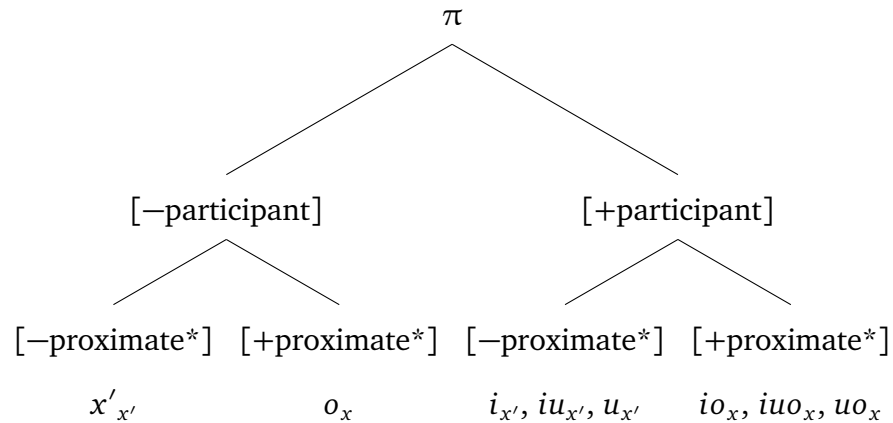 π
[−participant] [+participant]
[−proximate*] [+proximate*] [−proximate*] [+proximate*]
x′ₓ′ oₓ iₓ′, iuₓ′, uₓ′ ioₓ, iuoₓ, uoₓ